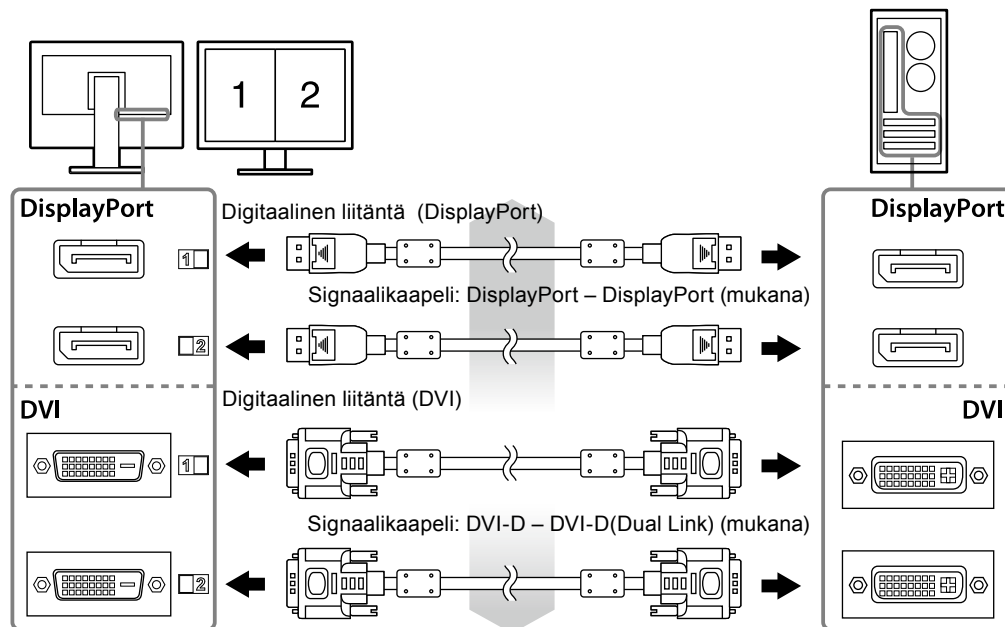 1 2
DisplayPort
Digitaalinen liitäntä (DisplayPort)
DisplayPort
1
Signaalikaapeli: DisplayPort – DisplayPort (mukana)
2
DVI
Digitaalinen liitäntä (DVI)
DVI
1
Signaalikaapeli: DVI-D – DVI-D(Dual Link) (mukana)
2